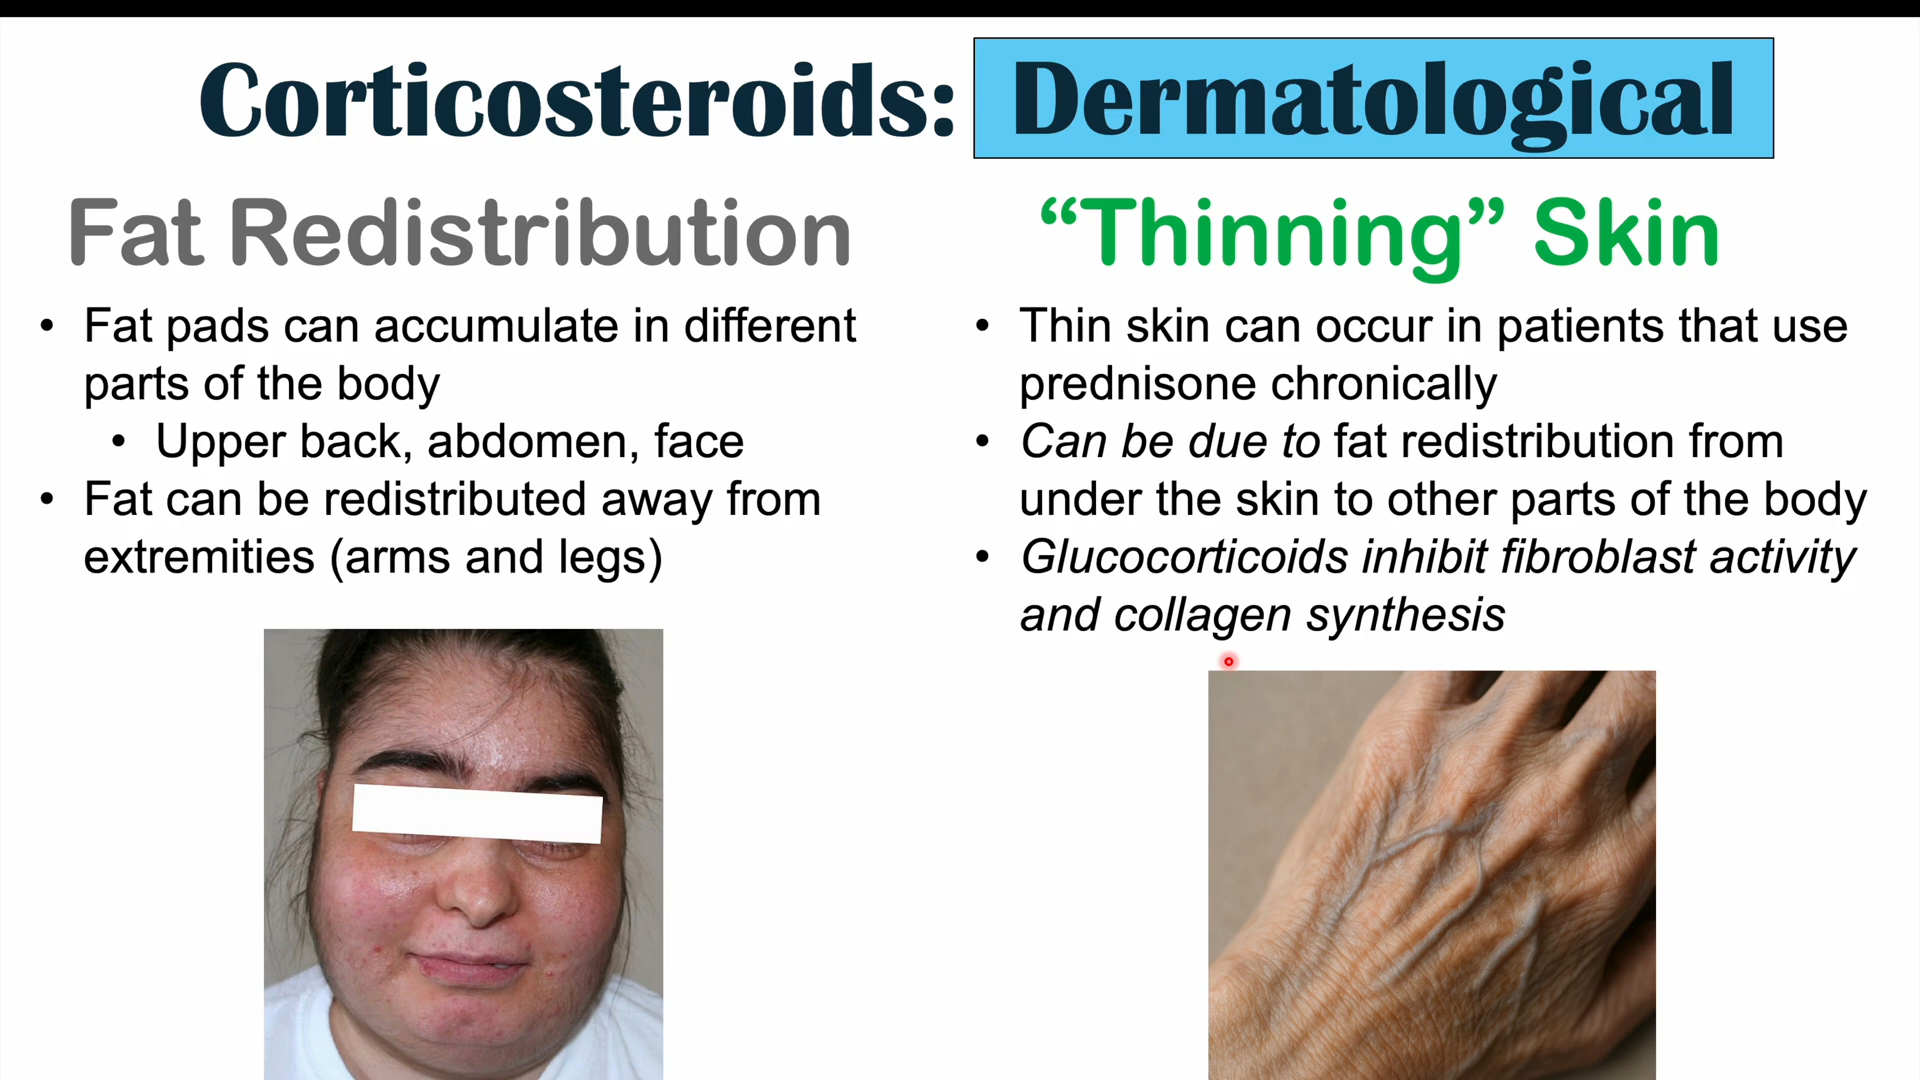 Corticosteroids: Dermatological
Fat Redistribution
• Fat pads can accumulate in different
parts of the body
• Upper back, abdomen, face
• Fat can be redistributed away from
extremities (arms and legs)
“Thinning” Skin
• Thin skin can occur in patients that use
prednisone chronically
• Can be due to fat redistribution from
under the skin to other parts of the body
• Glucocorticoids inhibit fibroblast activity
and collagen synthesis